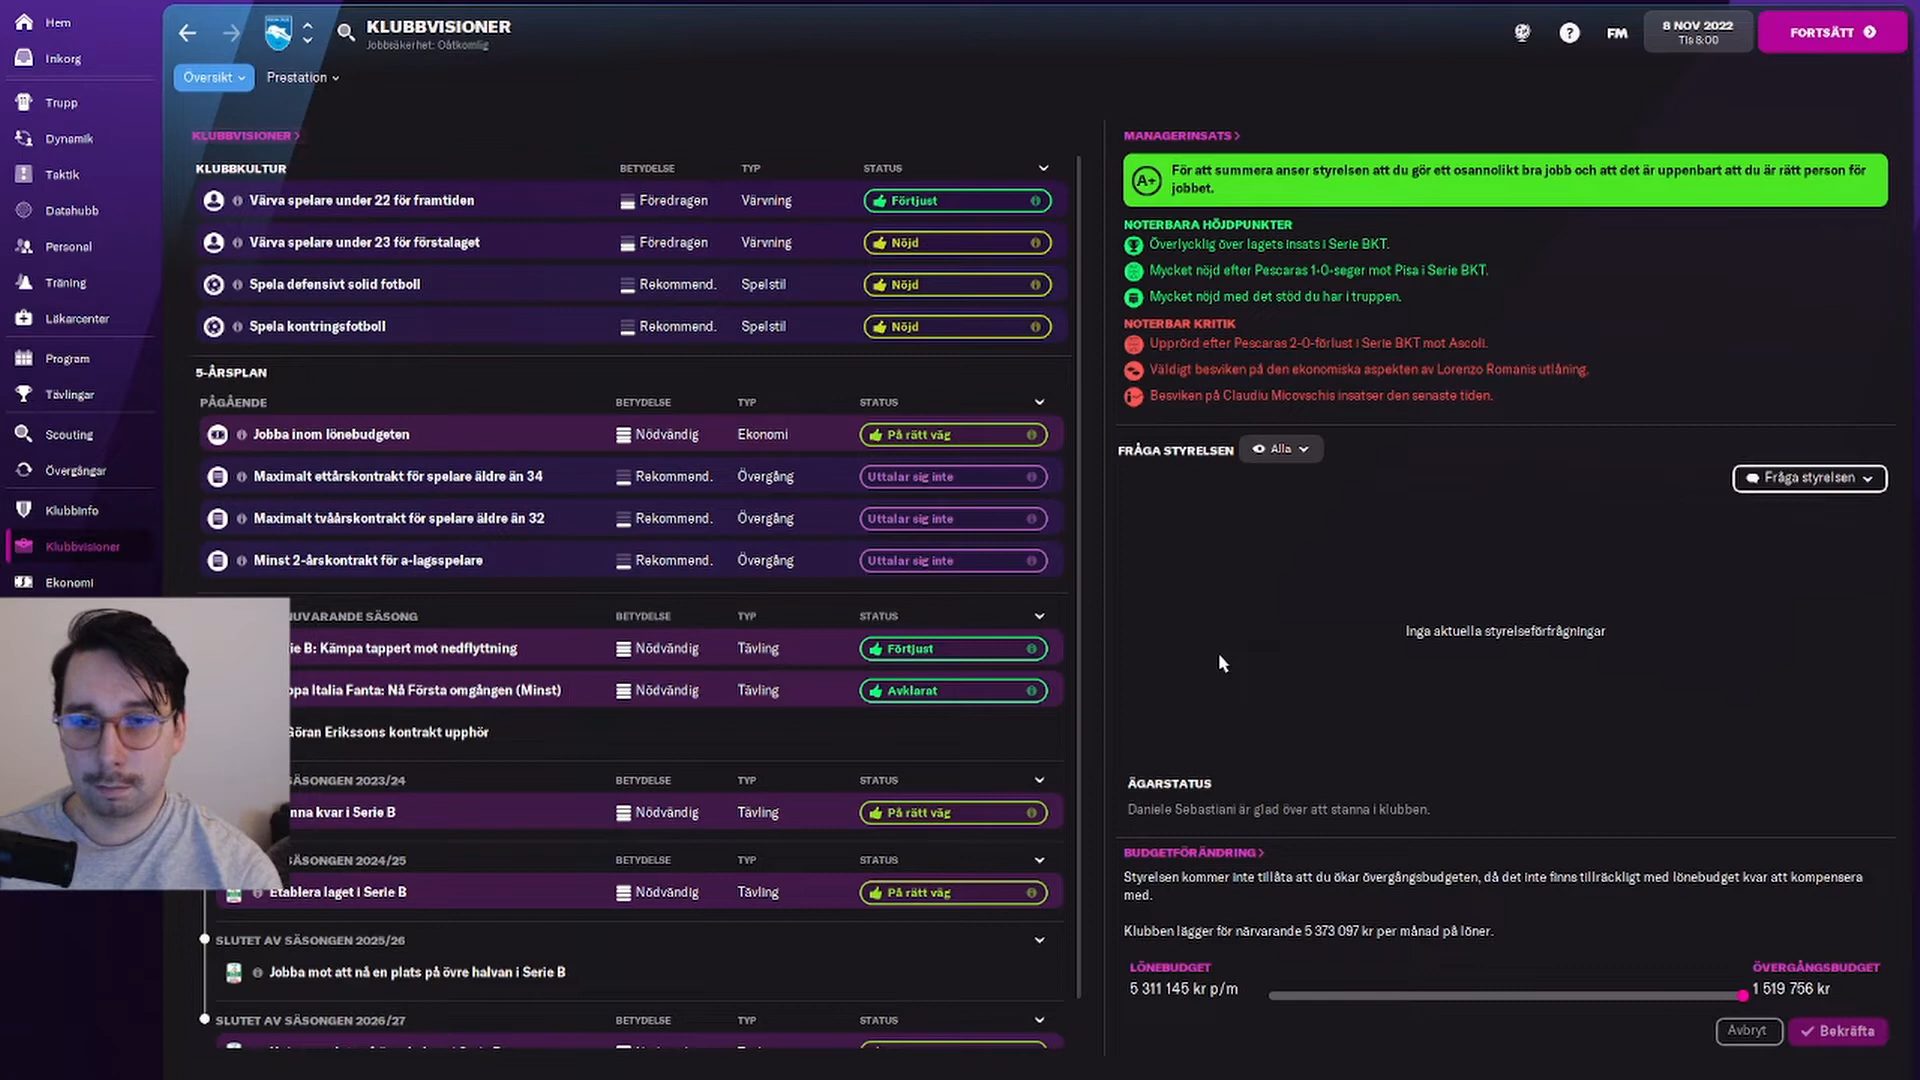 Hem
Inkorg
Trupp
Dynamik
Taktik
Datahubb
Personal
Träning
Läkarcenter
Program
Tävlingar
Scouting
Övergångar
Klubbinfo
Klubbvisioner
Ekonomi
KLUBBVISIONER
Jobbsäkerhet: Oåtkomlig
FM
8 NOV 2022
Tis 8:00
FORTSÄTT
Översikt
Prestation
KLUBBVISIONER >
KLUBBKULTUR BETYDELSE TYP STATUS
Värva spelare under 22 för framtiden Föredragen Värvning Förtjust
Värva spelare under 23 för förstalaget Föredragen Värvning Nöjd
Spela defensivt solid fotboll Rekommend. Spelstil Nöjd
Spela kontringsfotboll Rekommend. Spelstil Nöjd
5-ÅRSPLAN
PÅGÅENDE BETYDELSE TYP STATUS
Jobba inom lönebudgeten Nödvändig Ekonomi På rätt väg
Maximalt ettårskontrakt för spelare äldre än 34 Rekommend. Övergång Uttalar sig inte
Maximalt tvåårskontrakt för spelare äldre än 32 Rekommend. Övergång Uttalar sig inte
Minst 2-årskontrakt för a-lagsspelare Rekommend. Övergång Uttalar sig inte
NUVARANDE SÄSONG BETYDELSE TYP STATUS
ie B: Kämpa tappert mot nedflyttning Nödvändig Tävling Förtjust
ppa Italia Fanta: Nå Första omgången (Minst) Nödvändig Tävling Avklarat
Göran Erikssons kontrakt upphör
SÄSONGEN 2023/24 BETYDELSE TYP STATUS
nna kvar i Serie B Nödvändig Tävling På rätt väg
SÄSONGEN 2024/25 BETYDELSE TYP STATUS
Etablera laget i Serie B Nödvändig Tävling På rätt väg
SLUTET AV SÄSONGEN 2025/26
Jobba mot att nå en plats på övre halvan i Serie B
SLUTET AV SÄSONGEN 2026/27 BETYDELSE TYP STATUS
MANAGERINSATS >
A+
För att summera anser styrelsen att du gör ett osannolikt bra jobb och att det är uppenbart att du är rätt person för
jobbet.
NOTERBARA HÖJDPUNKTER
Överlycklig över lagets insats i Serie BKT.
Mycket nöjd efter Pescaras 1-0-seger mot Pisa i Serie BKT.
Mycket nöjd med det stöd du har i truppen.
NOTERBAR KRITIK
Upprörd efter Pescaras 2-0-förlust i Serie BKT mot Ascoli.
Väldigt besviken på den ekonomiska aspekten av Lorenzo Romanis utlåning.
Besviken på Claudiu Micovschis insatser den senaste tiden.
FRÅGA STYRELSEN Alla
Fråga styrelsen
Inga aktuella styrelseförfrågningar
ÄGARSTATUS
Daniele Sebastiani är glad över att stanna i klubben.
BUDGETFÖRÄNDRING >
Styrelsen kommer inte tillåta att du ökar övergångsbudgeten, då det inte finns tillräckligt med lönebudget kvar att kompensera
med.
Klubben lägger för närvarande 5 373 097 kr per månad på löner.
LÖNEBUDGET ÖVERGÅNGSBUDGET
5 311 145 kr p/m 1 519 756 kr
Avbryt Bekräfta